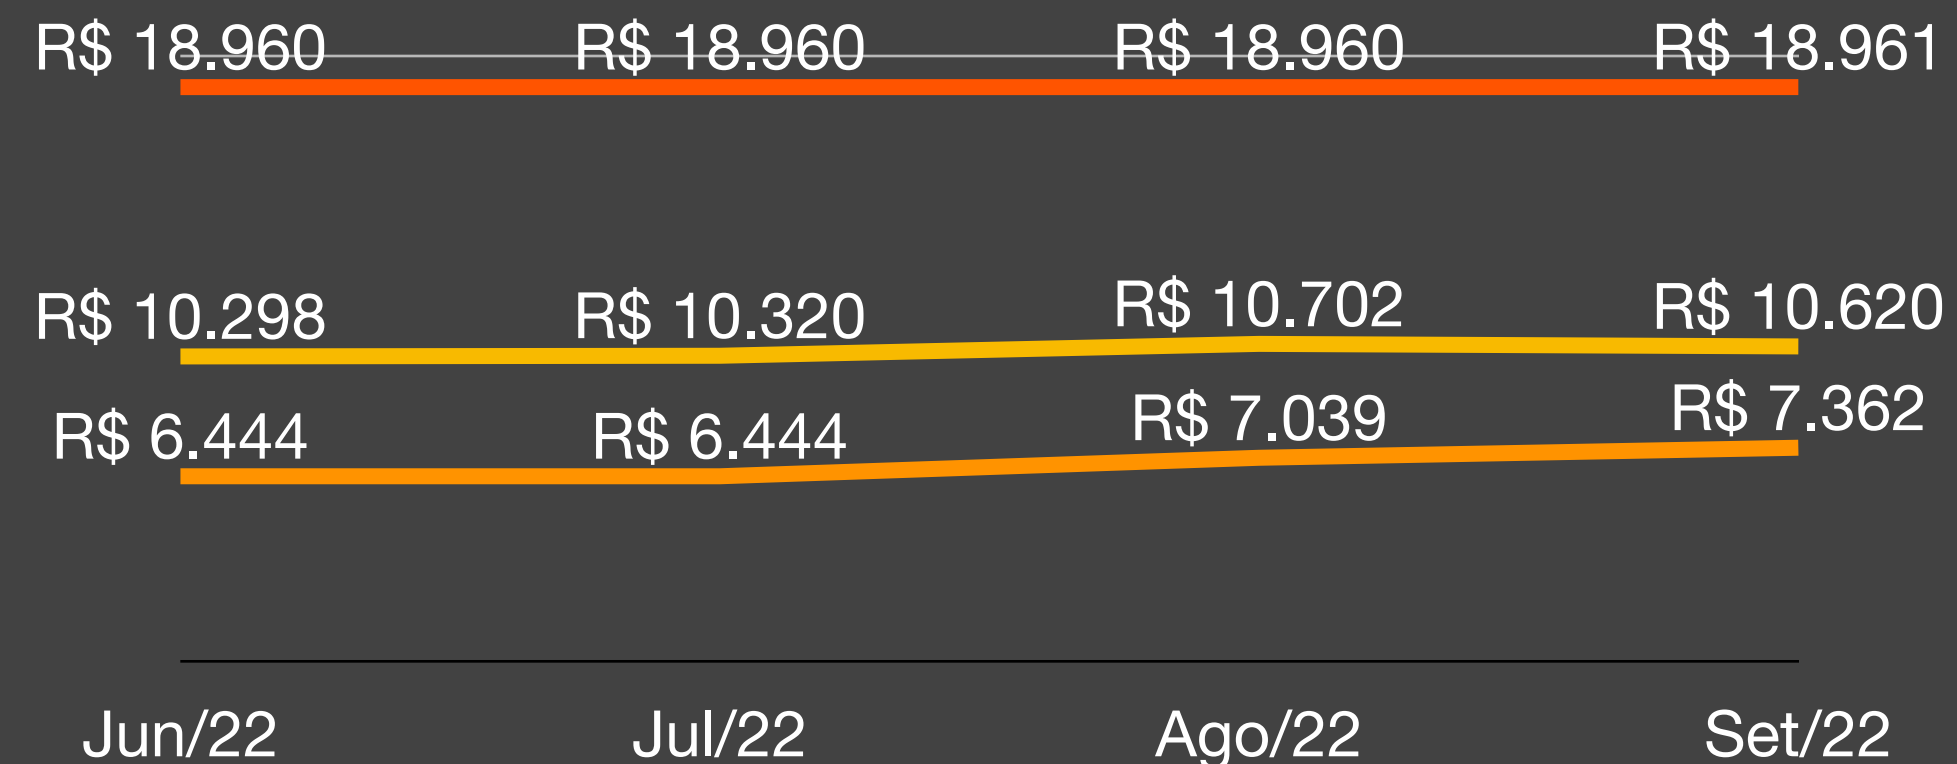 R$ 18.960 R$ 18.960 R$ 18.960 R$ 18.961
R$ 10.298 R$ 10.320 R$ 10.702 R$ 10.620
R$ 6.444 R$ 6.444 R$ 7.039 R$ 7.362
Jun/22 Jul/22 Ago/22 Set/22